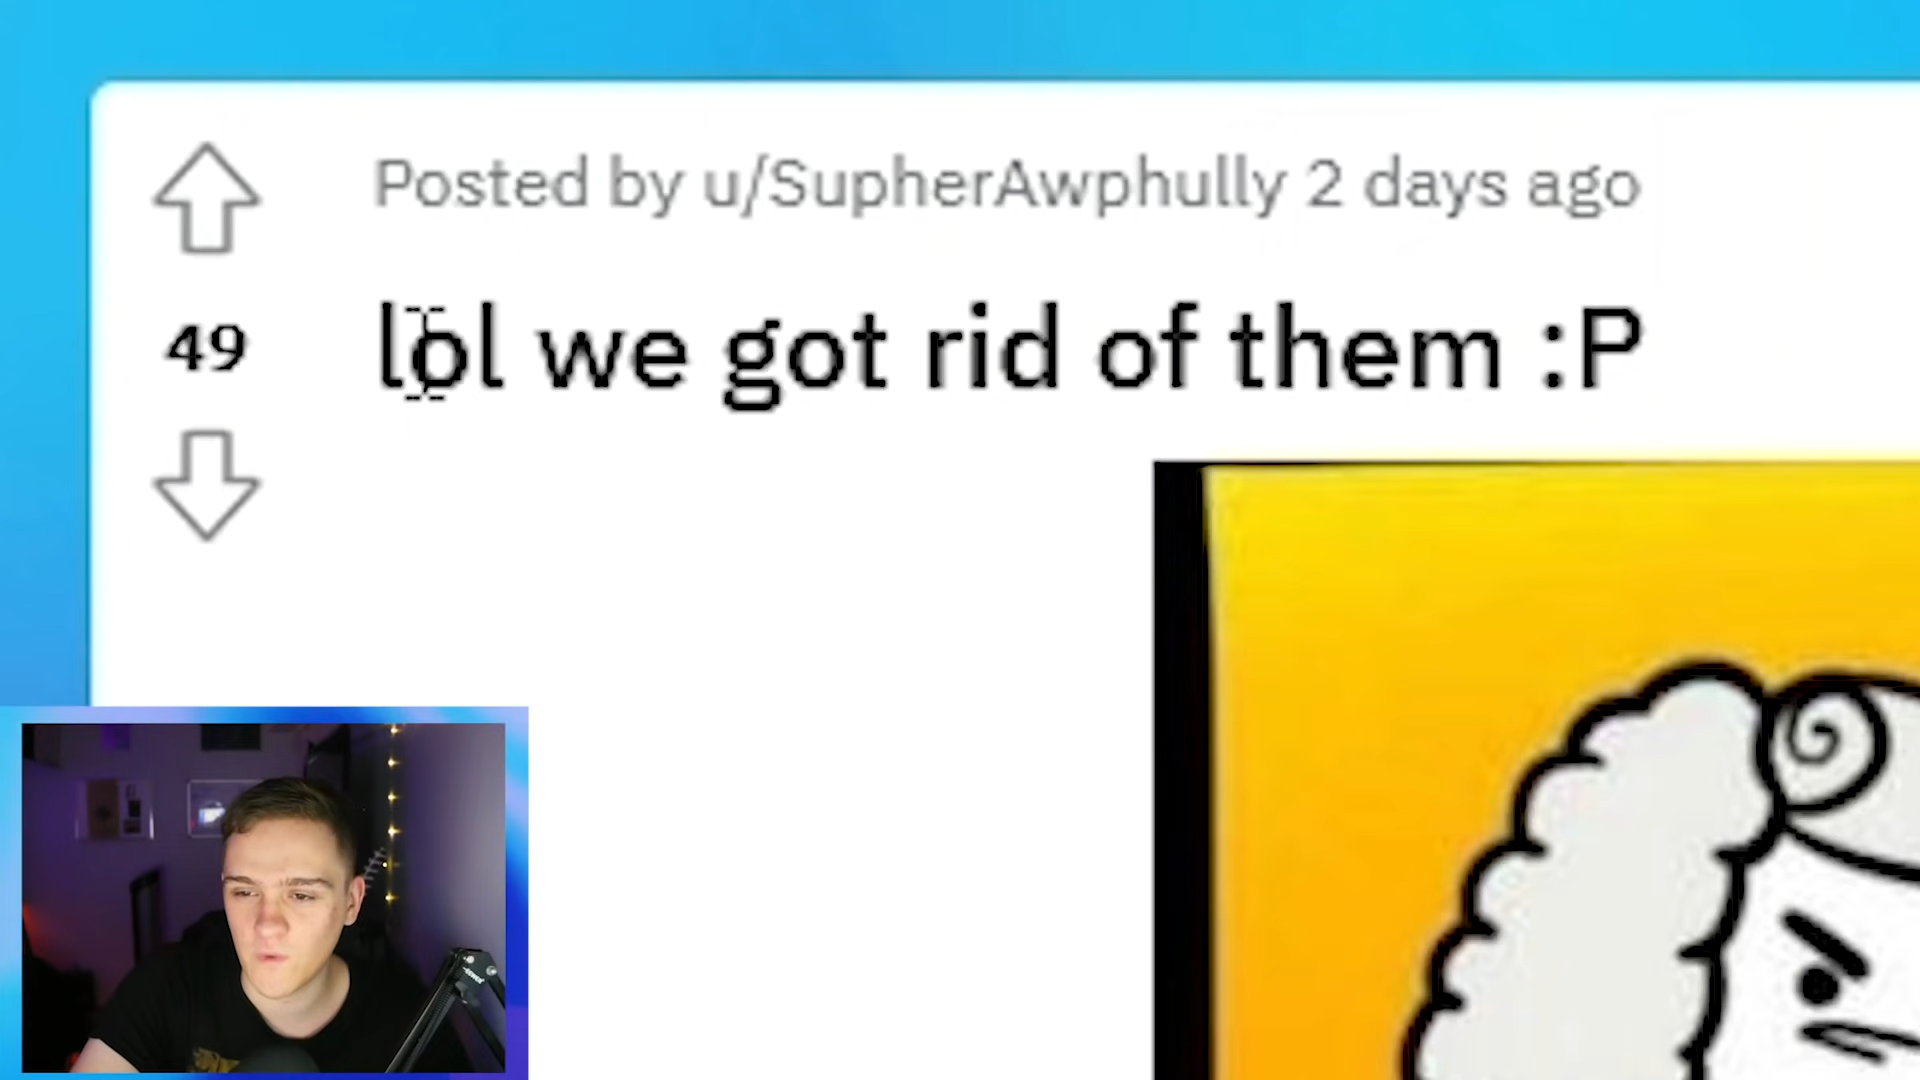 Posted by u/SupherAwphully 2 days ago
lol we got rid of them :P
49